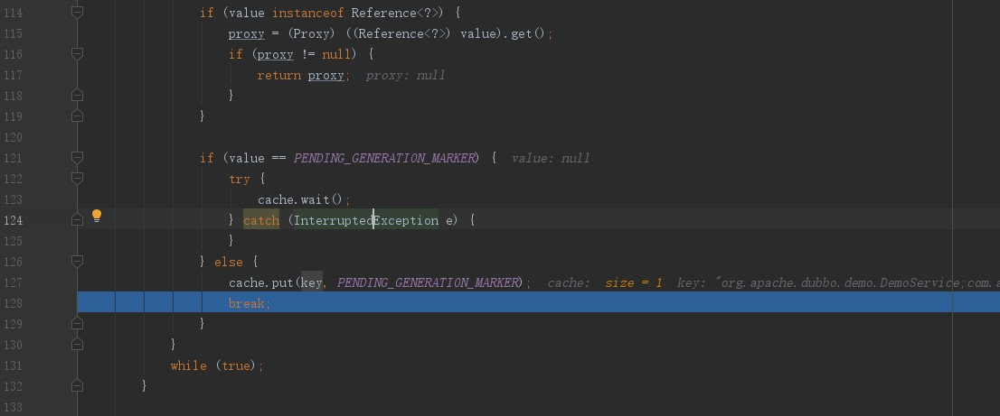 114 if (value instanceof Reference<?>) {
115 proxy = (Proxy) ((Reference<?>) value).get();
116 if (proxy != null) {
117 return proxy; proxy: null
118 }
119 }
120
121 if (value == PENDING_GENERATION_MARKER) { value: null
122 try {
123 cache.wait();
124 } catch (InterruptedException e) {
125 }
126 } else {
127 cache.put(key, PENDING_GENERATION_MARKER); cache: size = 1 key: "org.apache.dubbo.demo.DemoService;com.a
128 break;
129 }
130 }
131 while (true);
132 }
133